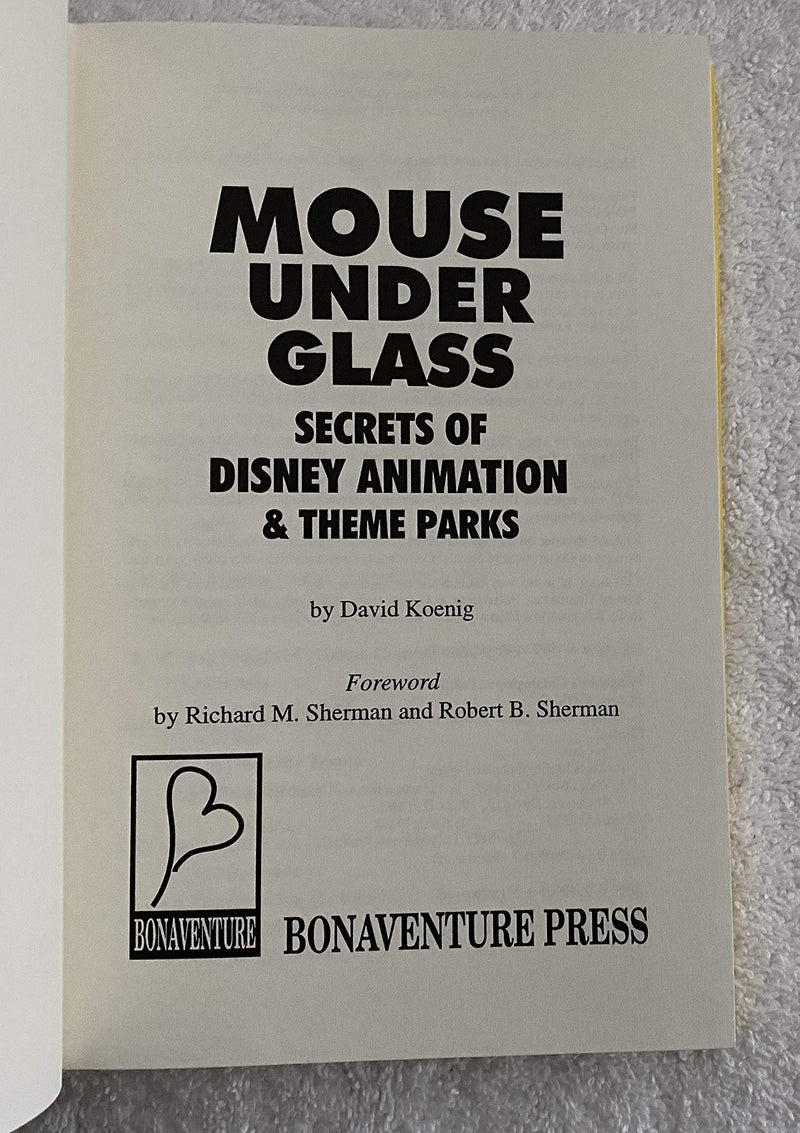 MOUSE
UNDER
GLASS
SECRETS OF
DISNEY ANIMATION
& THEME PARKS
by David Koenig
Foreword
by Richard M. Sherman and Robert B. Sherman
BONAVENTURE
BONAVENTURE PRESS